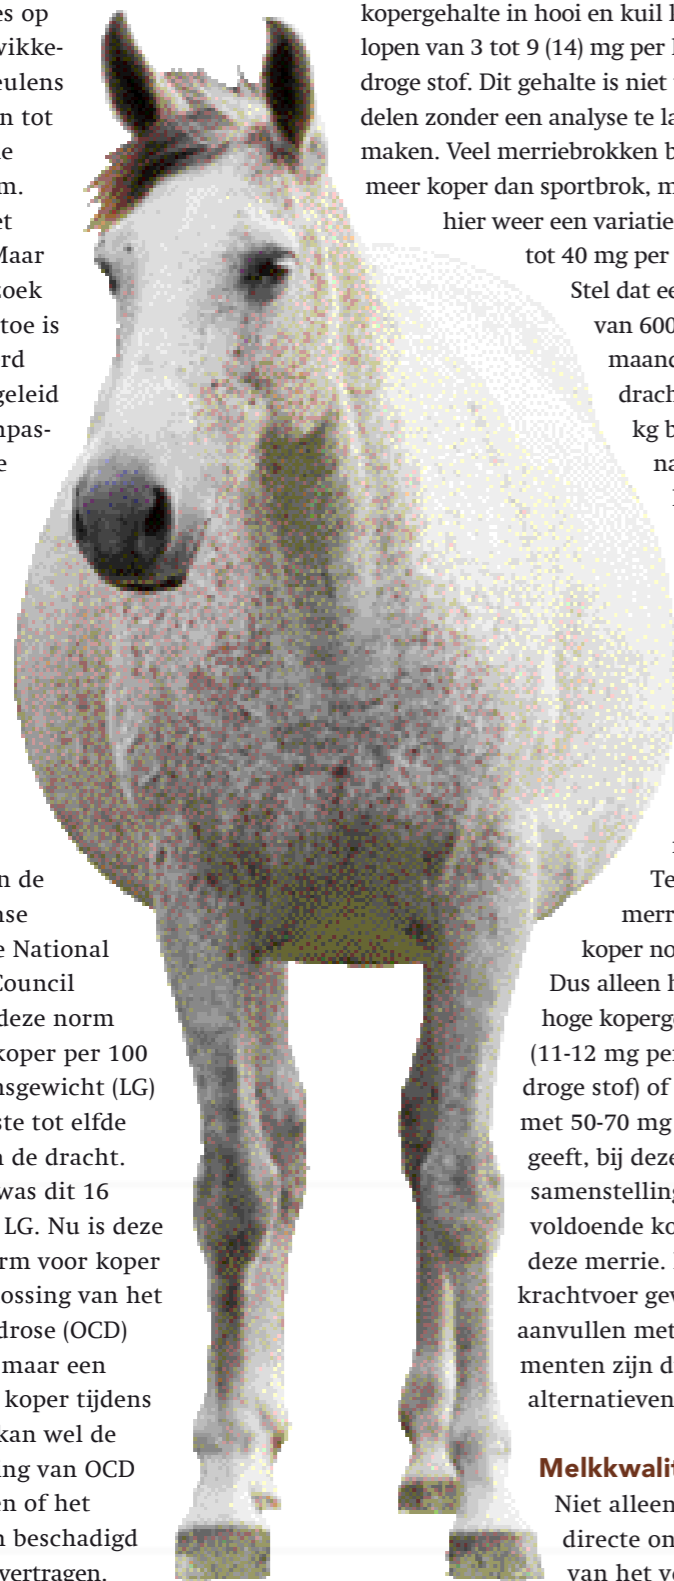 es op
wikke-
eulens
n tot
e
m.
et
Maar
zoek
toe is
rd
geleid
npas-
e
n de
nse
e National
Council
deze norm
koper per 100
nsgewicht (LG)
ste tot elfde
n de dracht.
was dit 16
LG. Nu is deze
rm voor koper
ossing van het
drose (OCD)
maar een
koper tijdens
kan wel de
ing van OCD
en of het
n beschadigd
vertragen.
kopergehalte in hooi en kuil l
lopen van 3 tot 9 (14) mg per
droge stof. Dit gehalte is niet
delen zonder een analyse te la
maken. Veel merriebrokken b
meer koper dan sportbrok, m
hier weer een variatie
tot 40 mg per
Stel dat ee
van 600
maand
drach
kg b
na
Te
merr
koper no
Dus alleen h
hoge koperge
(11-12 mg per
droge stof) of
met 50-70 mg
geeft, bij deze
samenstelling
voldoende ko
deze merrie.
krachtvoer gev
aanvullen met
menten zijn d
alternatieven
Melkkwalit
Niet alleen
directe on
van het vo